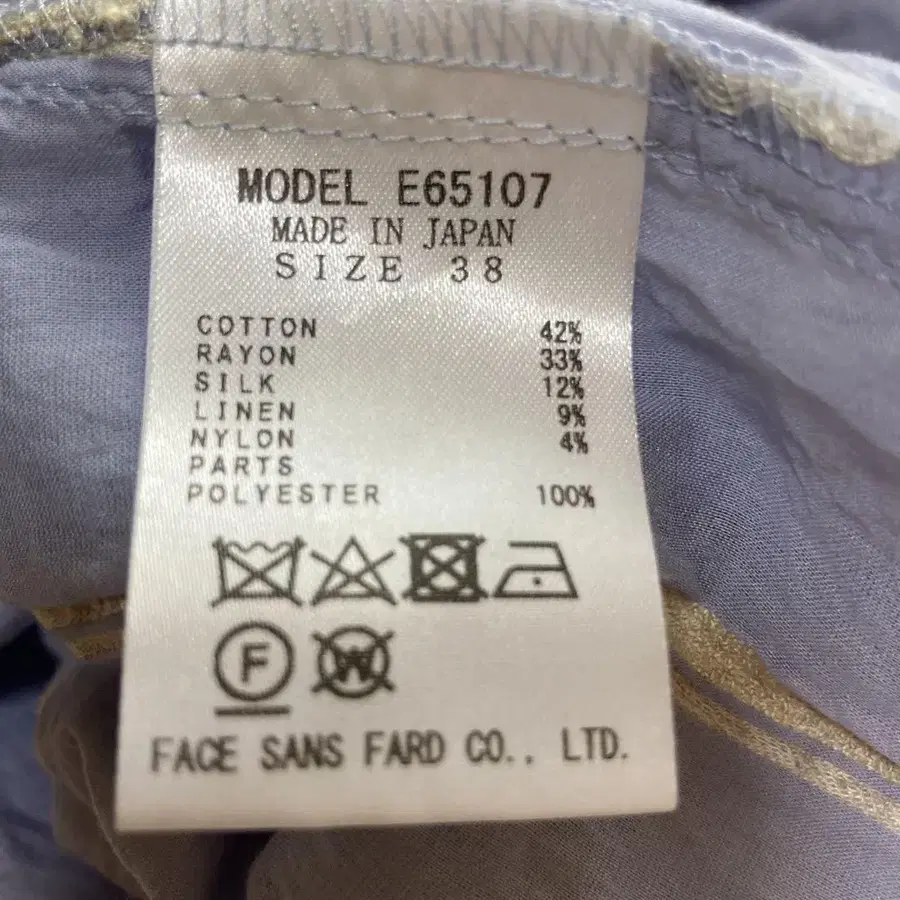 MODEL E65107
MADE IN JAPAN
SIZE 38
COTTON 42%
RAYON 33%
SILK 12%
LINEN 9%
NYLON 4%
PARTS
POLYESTER 100%
F W
FACE SANS FARD CO., LTD.